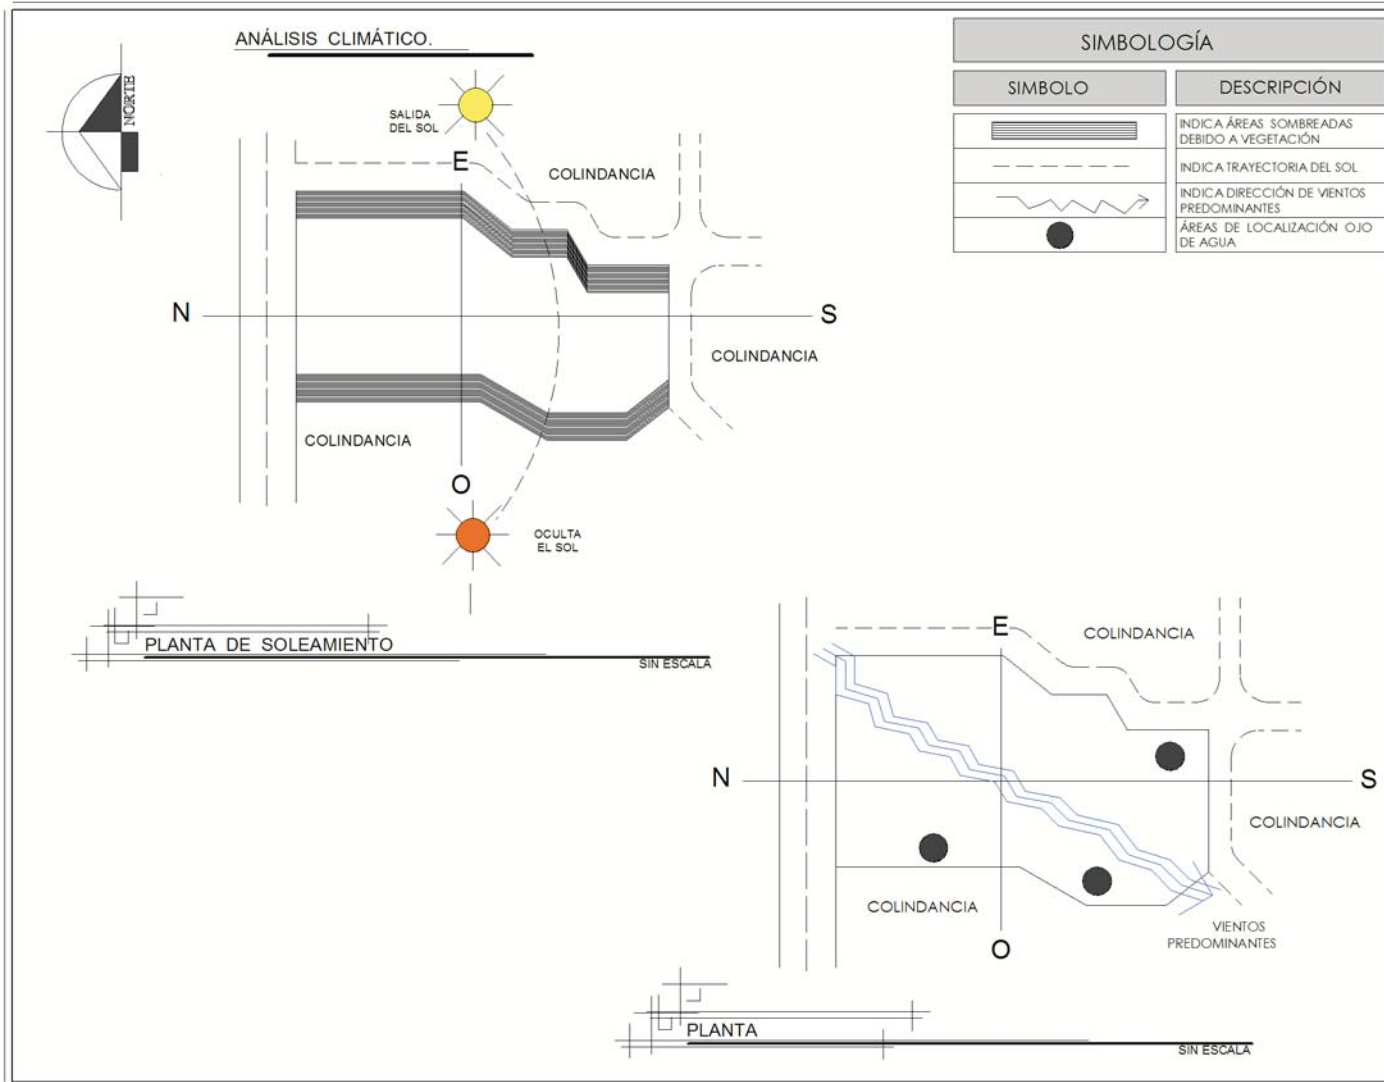 ANÁLISIS CLIMÁTICO.
NORTE
SALIDA
DEL SOL
E
COLINDANCIA
N
S
COLINDANCIA
COLINDANCIA
O
OCULTA
EL SOL
PLANTA DE SOLEAMIENTO
SIN ESCALA
SIMBOLOGÍA
SIMBOLO
DESCRIPCIÓN
INDICA ÁREAS SOMBREADAS
DEBIDO A VEGETACIÓN
INDICA TRAYECTORIA DEL SOL
INDICA DIRECCIÓN DE VIENTOS
PREDOMINANTES
ÁREAS DE LOCALIZACIÓN OJO
DE AGUA
E
COLINDANCIA
N
S
COLINDANCIA
COLINDANCIA
VIENTOS
PREDOMINANTES
O
PLANTA
SIN ESCALA